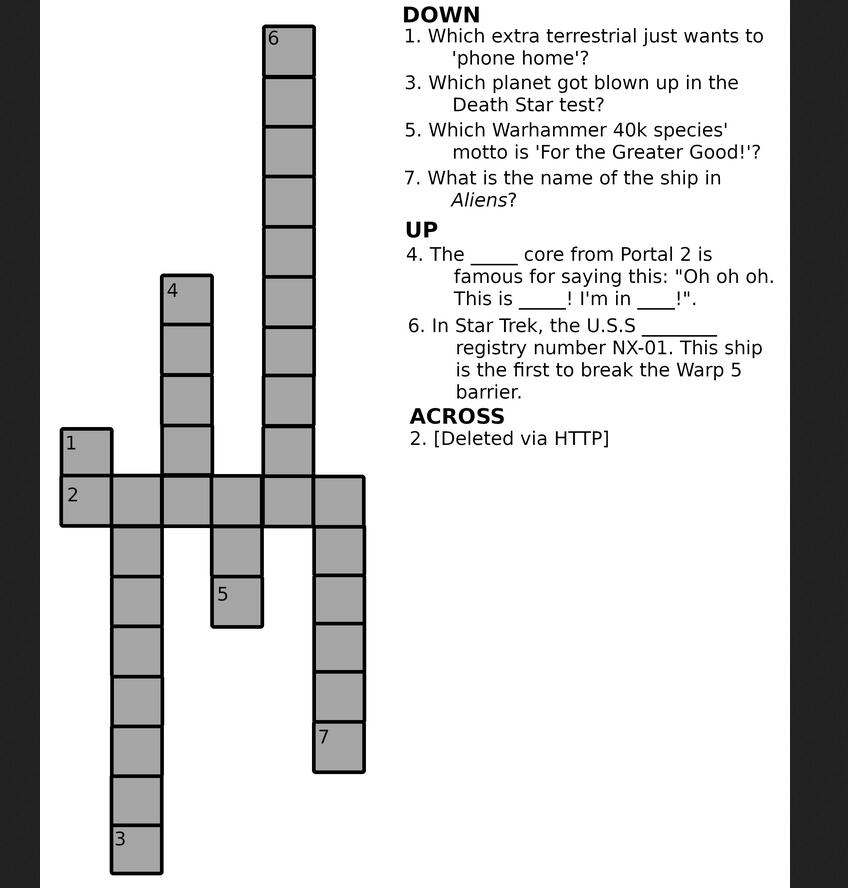 6
4
1
2
5
7
3
DOWN
1. Which extra terrestrial just wants to
'phone home'?
3. Which planet got blown up in the
Death Star test?
5. Which Warhammer 40k species'
motto is 'For the Greater Good!'?
7. What is the name of the ship in
Aliens?
UP
4. The _____ core from Portal 2 is
famous for saying this: "Oh oh oh.
This is _____! I'm in ____!".
6. In Star Trek, the U.S.S ________
registry number NX-01. This ship
is the first to break the Warp 5
barrier.
ACROSS
2. [Deleted via HTTP]